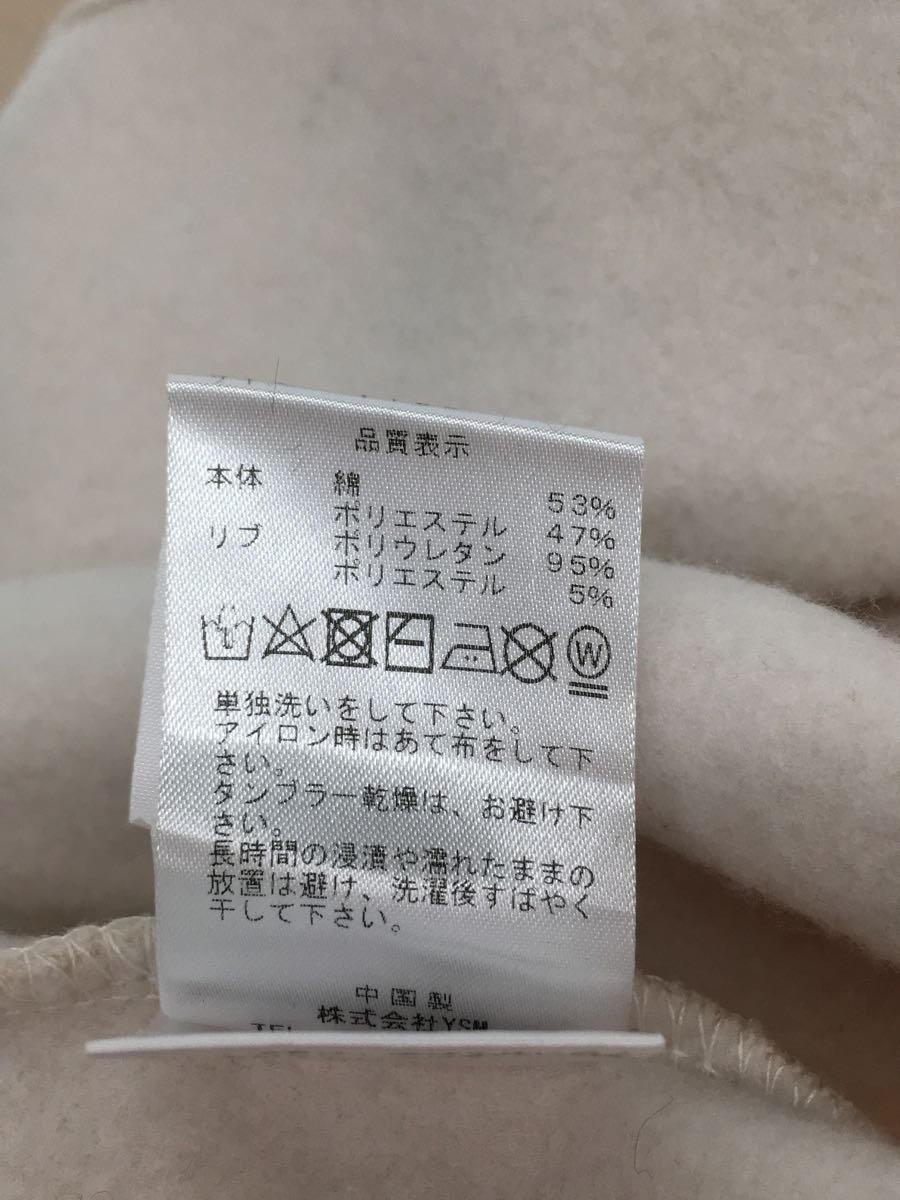 品質表示
本体 綿 53%
ポリエステル 47%
リブ ポリウレタン 95%
ポリエステル 5%
W
単独洗いをして下さい。
アイロン時はあて布をして下
さい。
タンブラー乾燥は、お避け下
さい。
長時間の浸漬や濡れたままの
放置は避け、洗濯後すばやく
干して下さい。
中国製
株式会社YSM
TEL